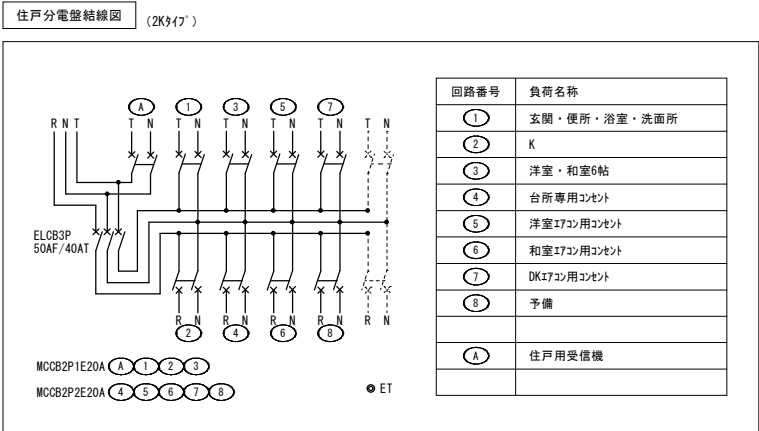 住戸分電盤結線図 (2Kﾀｲﾌﾟ)
A 1 3 5 7
R N T T N T N T N T N T N T N
ELCB3P
50AF/40AT
R N R N R N R N R N
2 4 6 8
MCCB2P1E20A A 1 2 3
MCCB2P2E20A 4 5 6 7 8
ET
回路番号 負荷名称
1 玄関・便所・浴室・洗面所
2 K
3 洋室・和室6帖
4 台所専用ｺﾝｾﾝﾄ
5 洋室ｴｱｺﾝ用ｺﾝｾﾝﾄ
6 和室ｴｱｺﾝ用ｺﾝｾﾝﾄ
7 DKｴｱｺﾝ用ｺﾝｾﾝﾄ
8 予備
A 住戸用受信機